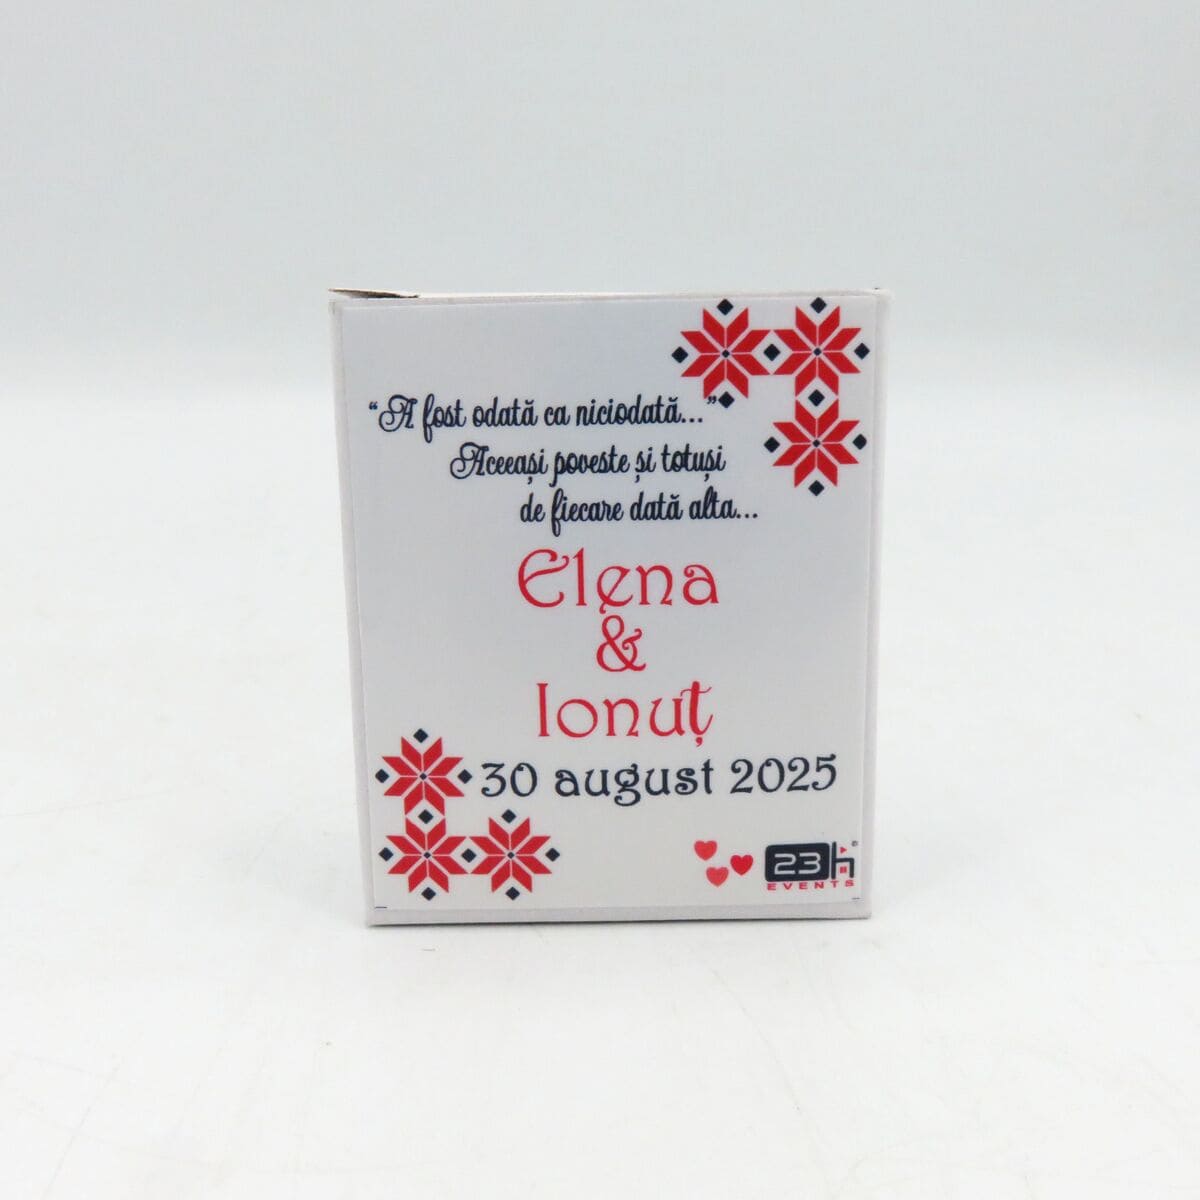 “A fost odată ca niciodată...”
Aceeași poveste și totuși
de fiecare dată alta...
Elena
&
Ionuț
30 august 2025
23h®
EVENTS